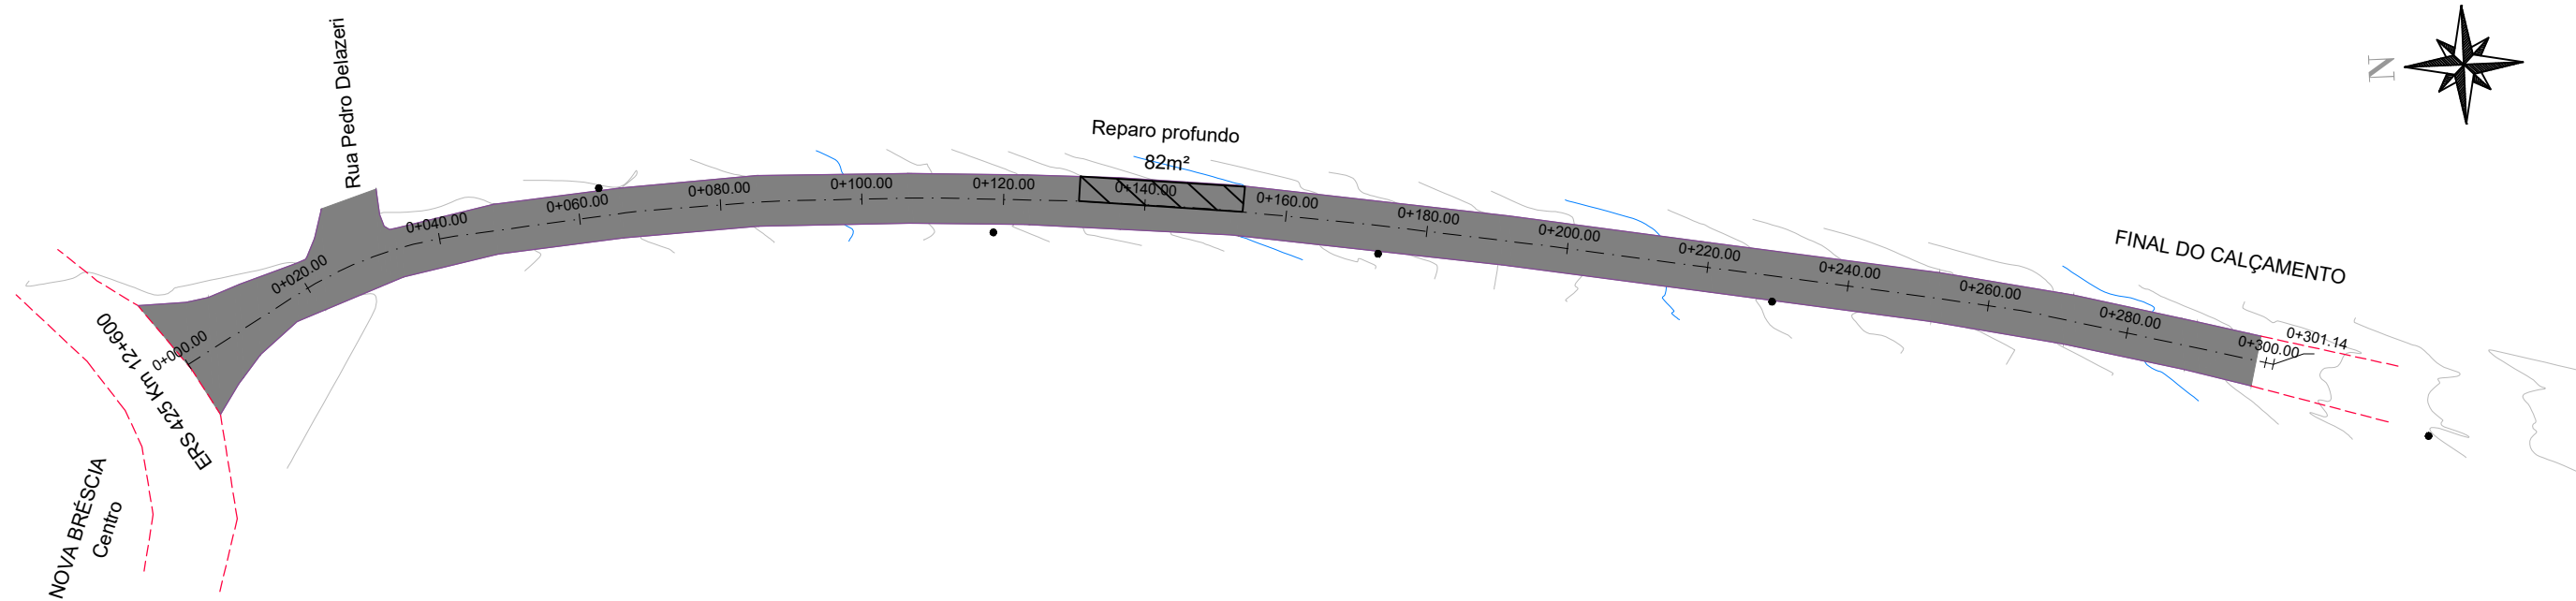 Rua Pedro Delazeri
Reparo profundo
82m²
N
0+000.00
0+020.00
0+040.00
0+060.00
0+080.00
0+100.00
0+120.00
0+140.00
0+160.00
0+180.00
0+200.00
0+220.00
0+240.00
0+260.00
0+280.00
0+300.00
0+301.14
FINAL DO CALÇAMENTO
ERS 425 Km 12+600
NOVA BRÉSCIA
Centro